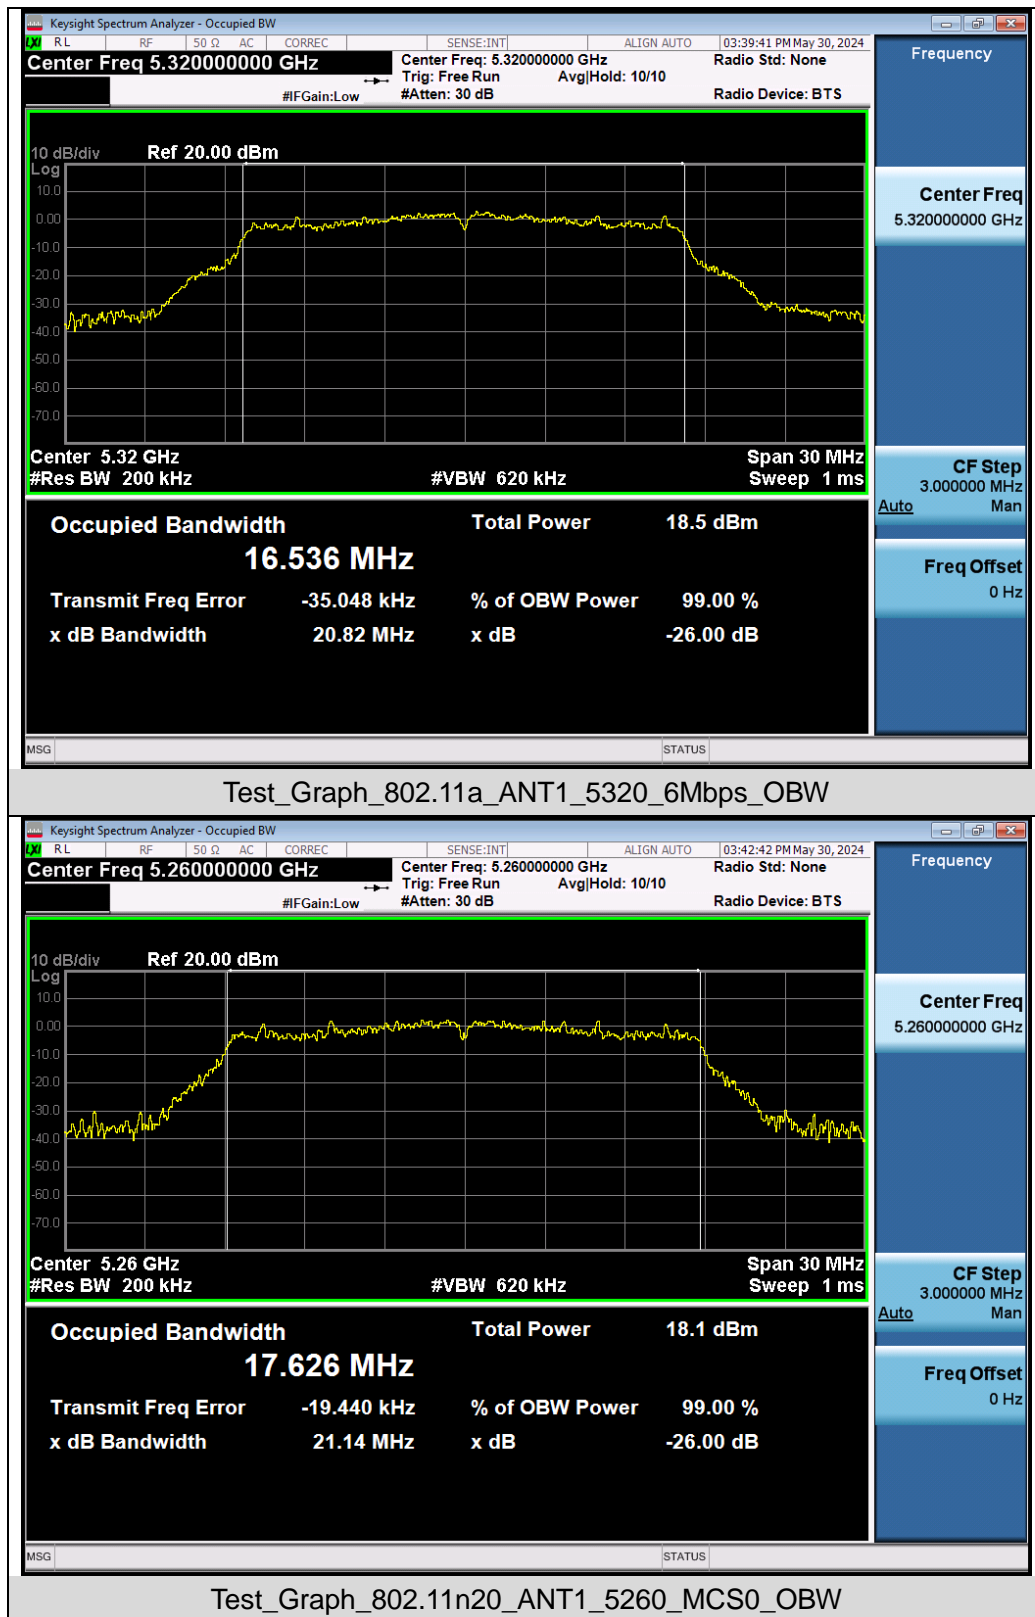 Keysight Spectrum Analyzer - Occupied BW
LXI RL RF 50 Ω AC CORREC SENSE:INT ALIGN AUTO 03:39:41 PM May 30, 2024
Center Freq 5.320000000 GHz Center Freq: 5.320000000 GHz Radio Std: None
Trig: Free Run Avg|Hold: 10/10
#IFGain:Low #Atten: 30 dB Radio Device: BTS
10 dB/div Ref 20.00 dBm
Log
10.0
0.00
-10.0
-20.0
-30.0
-40.0
-50.0
-60.0
-70.0
Center 5.32 GHz Span 30 MHz
#Res BW 200 kHz #VBW 620 kHz Sweep 1 ms
Occupied Bandwidth Total Power 18.5 dBm
16.536 MHz
Transmit Freq Error -35.048 kHz % of OBW Power 99.00 %
x dB Bandwidth 20.82 MHz x dB -26.00 dB
MSG STATUS
Frequency
Center Freq
5.320000000 GHz
CF Step
3.000000 MHz
Auto Man
Freq Offset
0 Hz
Test_Graph_802.11a_ANT1_5320_6Mbps_OBW
Keysight Spectrum Analyzer - Occupied BW
LXI RL RF 50 Ω AC CORREC SENSE:INT ALIGN AUTO 03:42:42 PM May 30, 2024
Center Freq 5.260000000 GHz Center Freq: 5.260000000 GHz Radio Std: None
Trig: Free Run Avg|Hold: 10/10
#IFGain:Low #Atten: 30 dB Radio Device: BTS
10 dB/div Ref 20.00 dBm
Log
10.0
0.00
-10.0
-20.0
-30.0
-40.0
-50.0
-60.0
-70.0
Center 5.26 GHz Span 30 MHz
#Res BW 200 kHz #VBW 620 kHz Sweep 1 ms
Occupied Bandwidth Total Power 18.1 dBm
17.626 MHz
Transmit Freq Error -19.440 kHz % of OBW Power 99.00 %
x dB Bandwidth 21.14 MHz x dB -26.00 dB
MSG STATUS
Frequency
Center Freq
5.260000000 GHz
CF Step
3.000000 MHz
Auto Man
Freq Offset
0 Hz
Test_Graph_802.11n20_ANT1_5260_MCS0_OBW